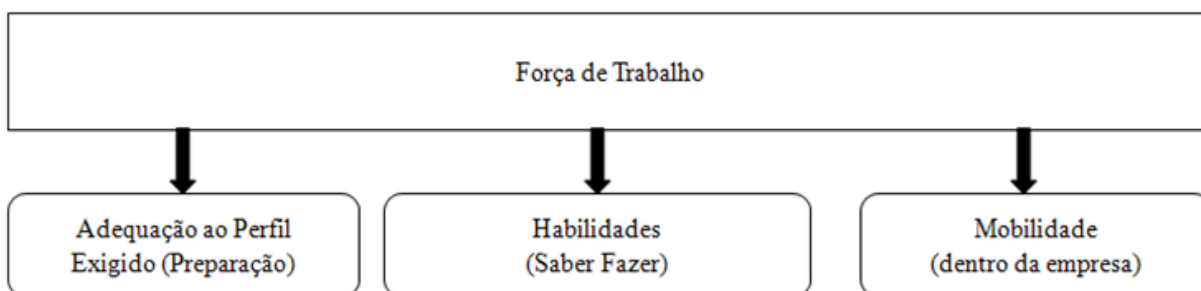 Força de Trabalho
Adequação ao Perfil
Exigido (Preparação)
Habilidades
(Saber Fazer)
Mobilidade
(dentro da empresa)